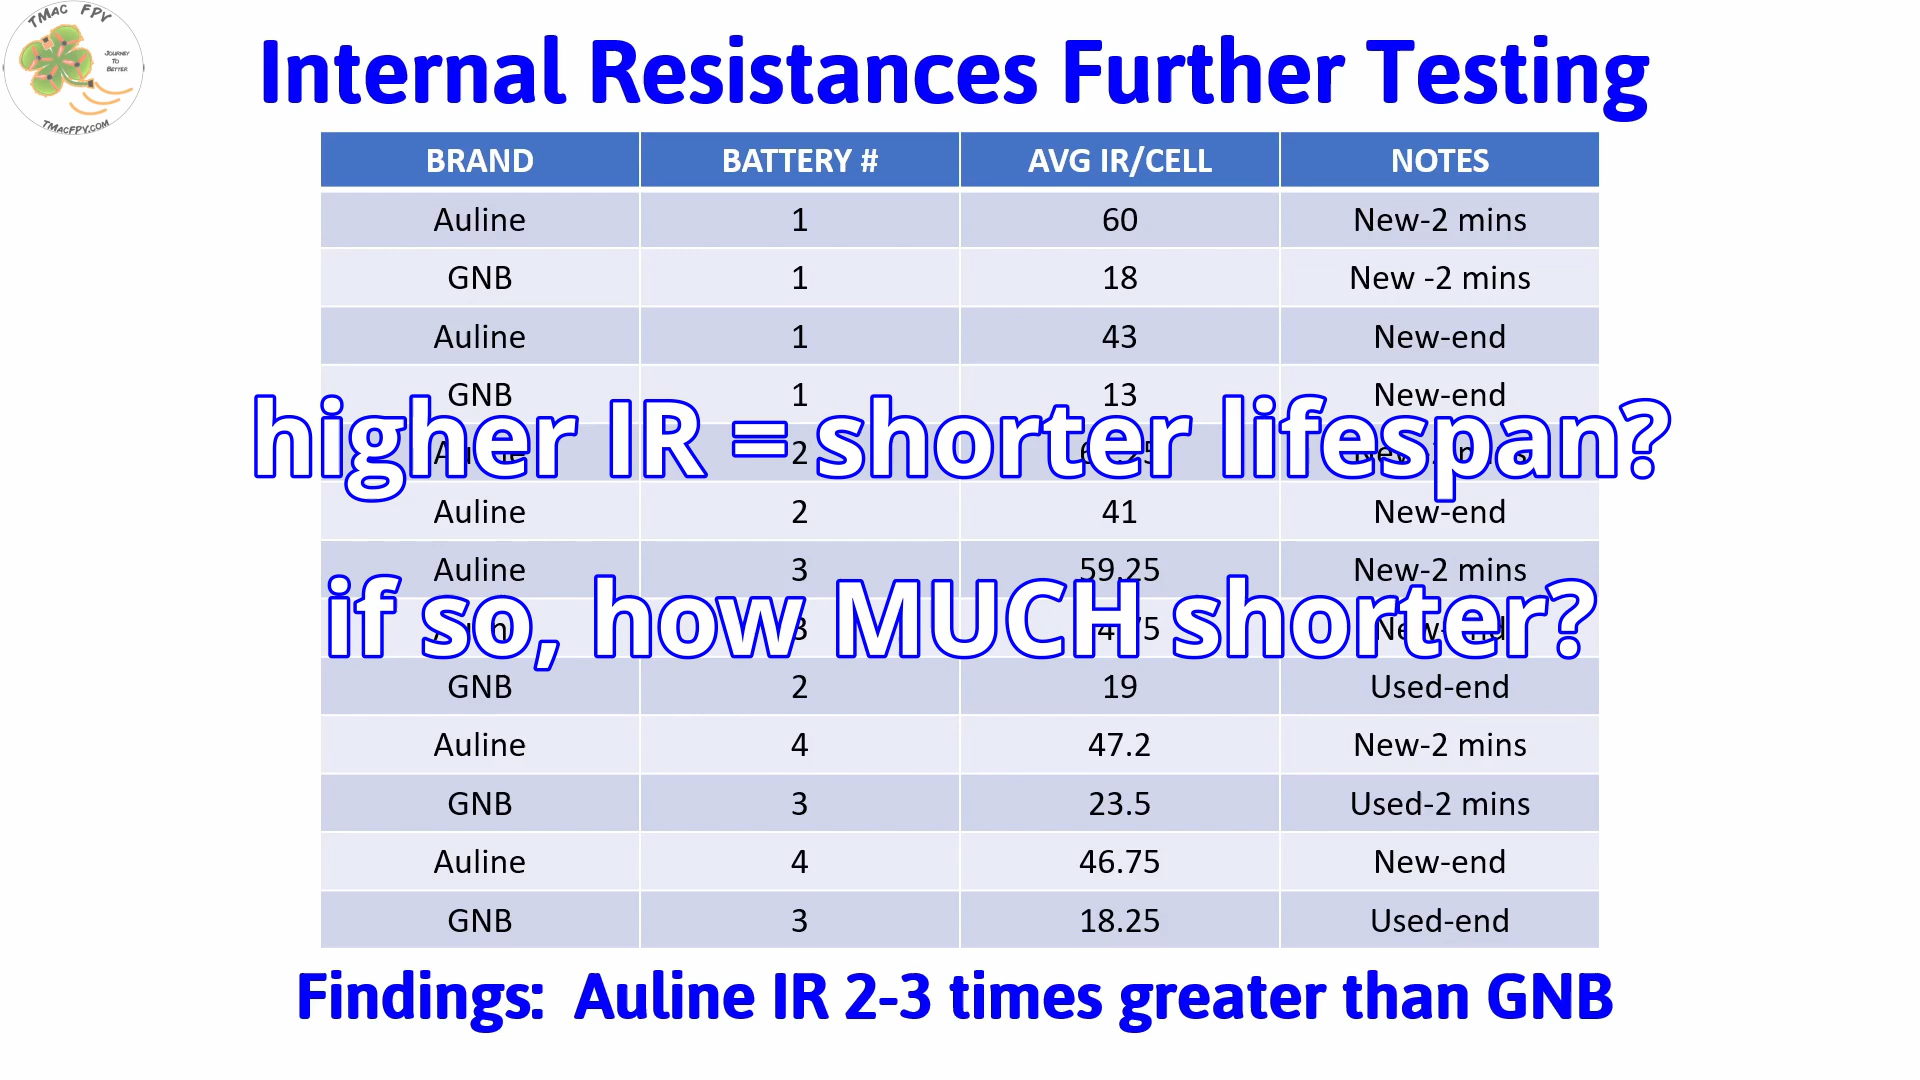 TMAC FPV
JOURNEY
TO
BETTER
TMACFPV.COM
Internal Resistances Further Testing
BRAND BATTERY # AVG IR/CELL NOTES
Auline 1 60 New-2 mins
GNB 1 18 New -2 mins
Auline 1 43 New-end
GNB 1 13 New-end
higher IR = shorter lifespan?
2
Auline 2 41 New-end
Auline 3 59.25 New-2 mins
if so, how MUCH shorter?
3
GNB 2 19 Used-end
Auline 4 47.2 New-2 mins
GNB 3 23.5 Used-2 mins
Auline 4 46.75 New-end
GNB 3 18.25 Used-end
Findings: Auline IR 2-3 times greater than GNB